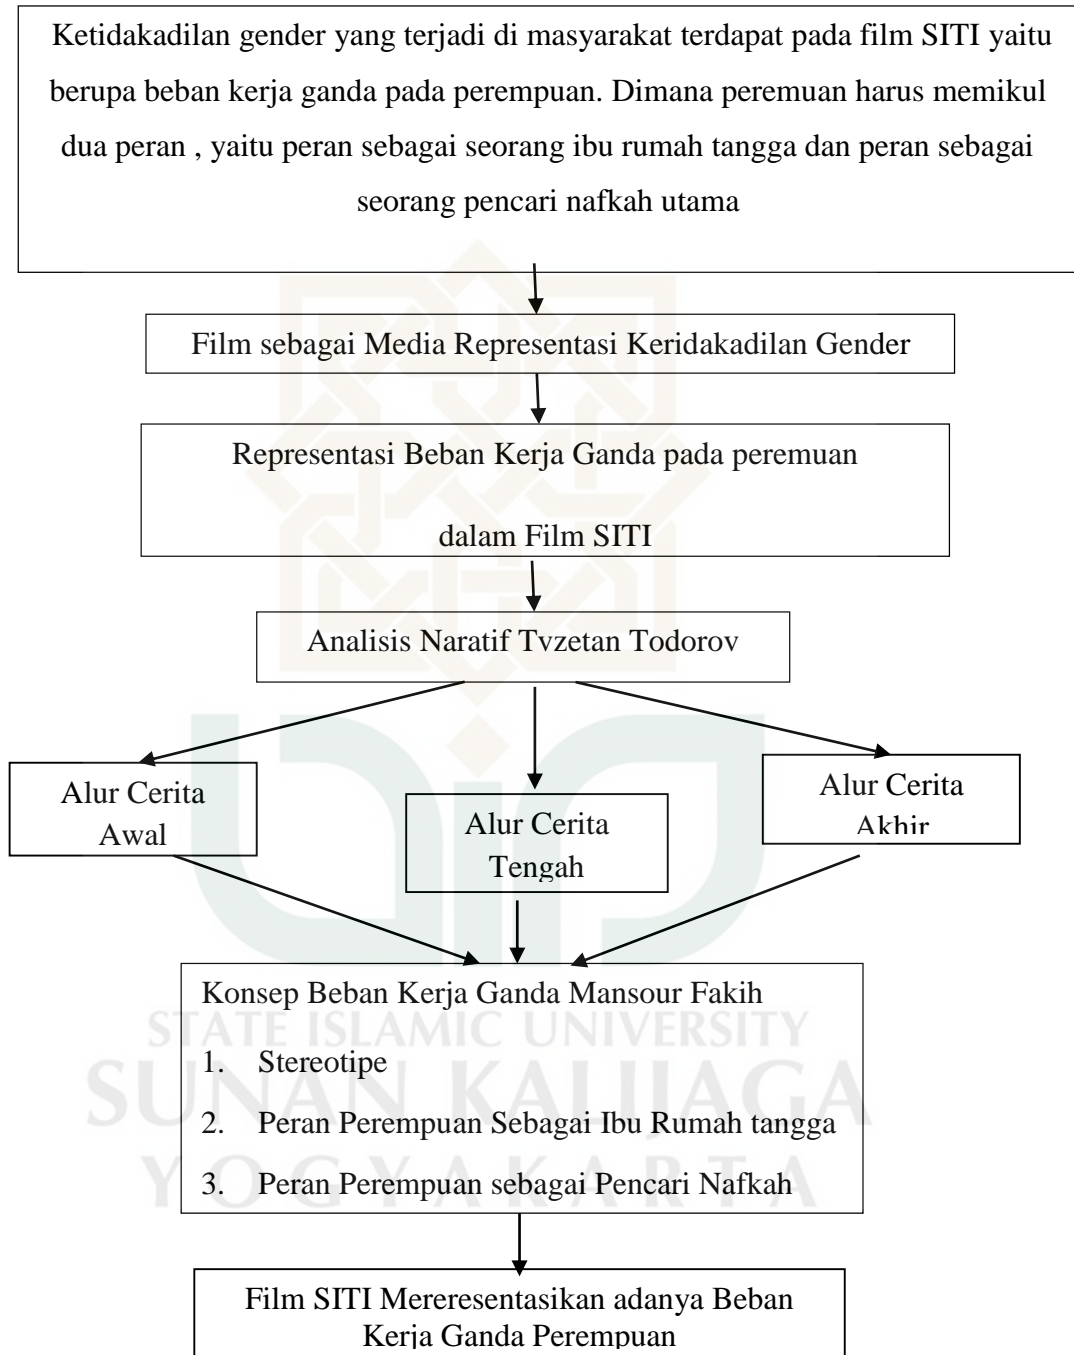 Ketidakadilan gender yang terjadi di masyarakat terdapat pada film SITI yaitu
berupa beban kerja ganda pada perempuan. Dimana peremuan harus memikul
dua peran , yaitu peran sebagai seorang ibu rumah tangga dan peran sebagai
seorang pencari nafkah utama
Film sebagai Media Representasi Keridakadilan Gender
Representasi Beban Kerja Ganda pada peremuan
dalam Film SITI
Analisis Naratif Tvzetan Todorov
Alur Cerita
Awal
Alur Cerita
Tengah
Alur Cerita
Akhir
Konsep Beban Kerja Ganda Mansour Fakih
1. Stereotipe
2. Peran Perempuan Sebagai Ibu Rumah tangga
3. Peran Perempuan sebagai Pencari Nafkah
Film SITI Mereresentasikan adanya Beban
Kerja Ganda Perempuan
STATE ISLAMIC UNIVERSITY
SUNAN KALIJAGA
YOGYAKARTA